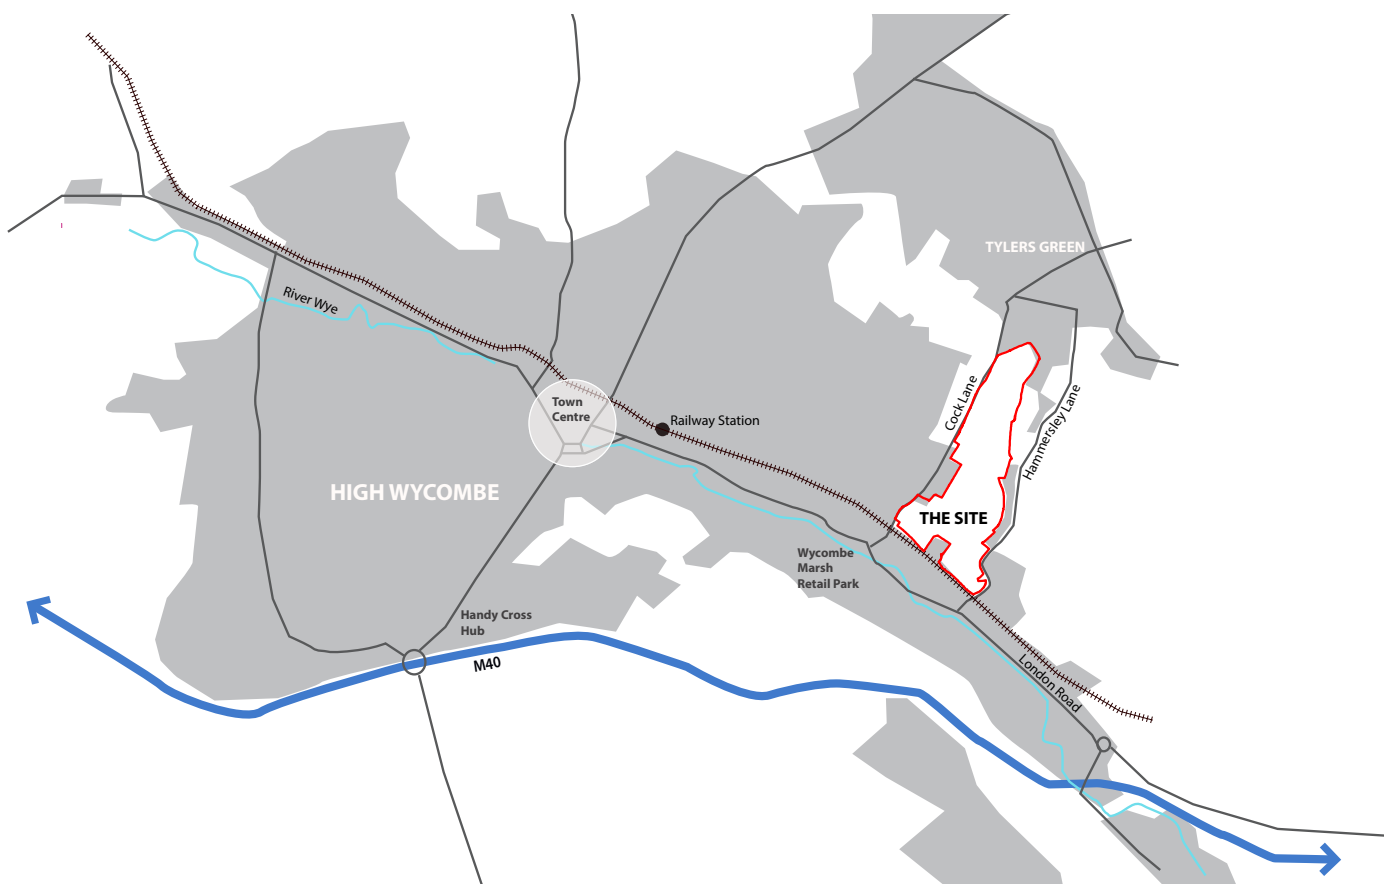 TYLERS GREEN
River Wye
Cock Lane
Hammersley Lane
Town
Centre
Railway Station
HIGH WYCOMBE
THE SITE
Wycombe
Marsh
Retail Park
Handy Cross
Hub
M40
London Road